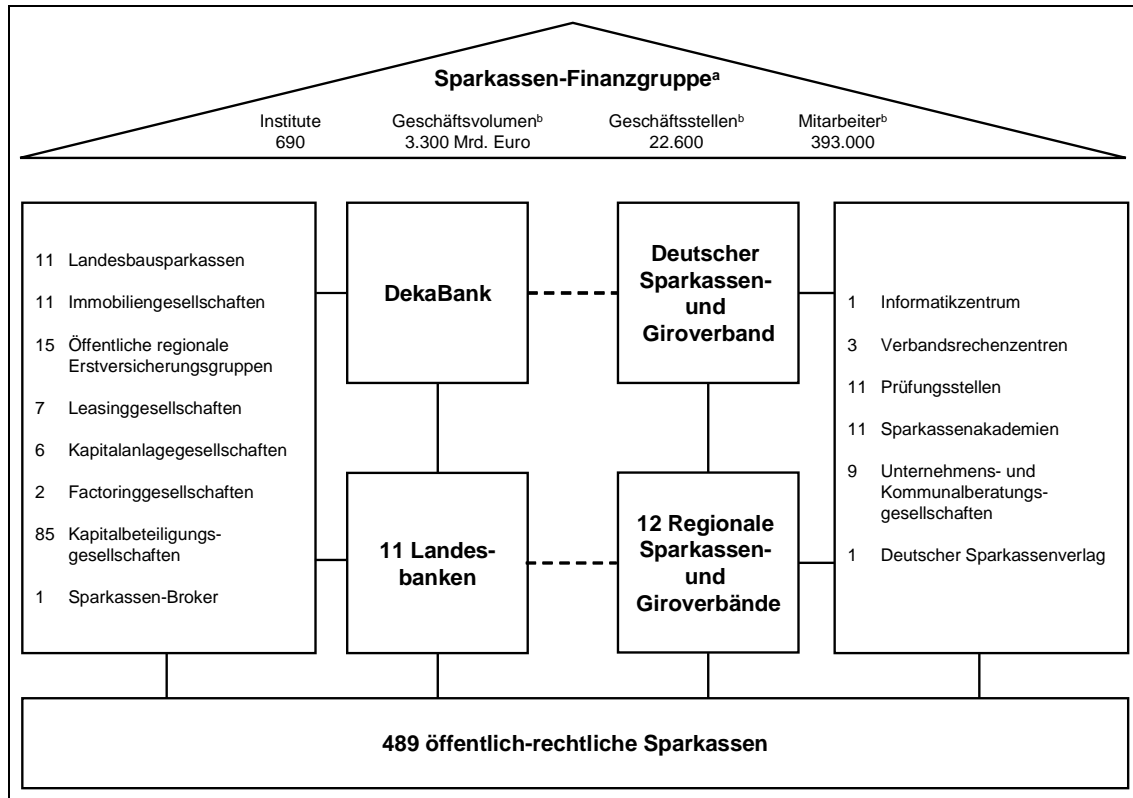 Sparkassen-Finanzgruppeᵃ
Institute
690
Geschäftsvolumenᵇ
3.300 Mrd. Euro
Geschäftsstellenᵇ
22.600
Mitarbeiterᵇ
393.000
11 Landesbausparkassen
11 Immobiliengesellschaften
15 Öffentliche regionale
Erstversicherungsgruppen
7 Leasinggesellschaften
6 Kapitalanlagegesellschaften
2 Factoringgesellschaften
85 Kapitalbeteiligungs-
gesellschaften
1 Sparkassen-Broker
DekaBank
Deutscher
Sparkassen-
und
Giroverband
11 Landes-
banken
12 Regionale
Sparkassen-
und
Giroverbände
1 Informatikzentrum
3 Verbandsrechenzentren
11 Prüfungsstellen
11 Sparkassenakademien
9 Unternehmens- und
Kommunalberatungs-
gesellschaften
1 Deutscher Sparkassenverlag
489 öffentlich-rechtliche Sparkassen